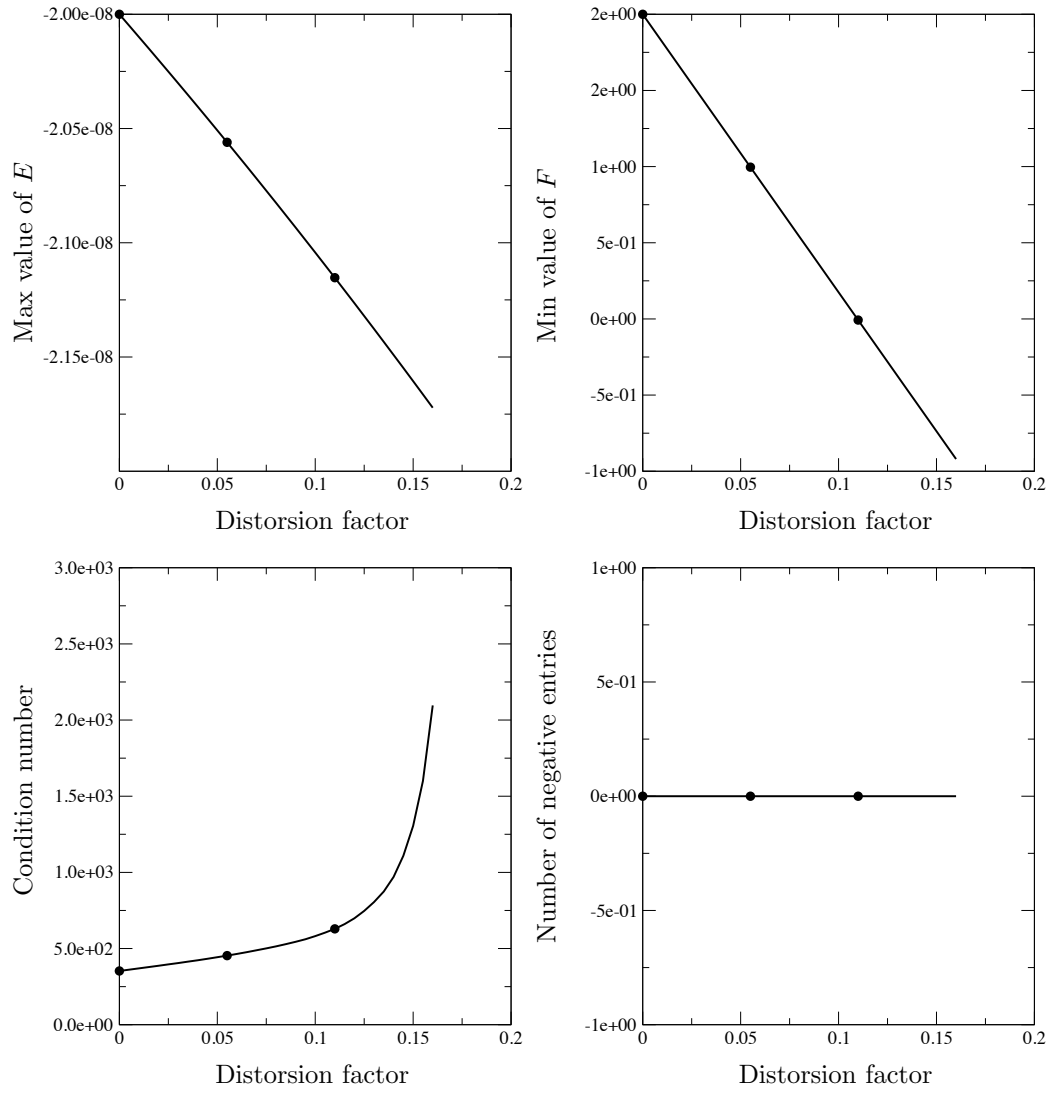 -2.00e-08
-2.05e-08
-2.10e-08
-2.15e-08
Max value of E
0
0.05
0.1
0.15
0.2
Distorsion factor
2e+00
2e+00
1e+00
5e-01
0e+00
-5e-01
-1e+00
Min value of F
0
0.05
0.1
0.15
0.2
Distorsion factor
3.0e+03
2.5e+03
2.0e+03
1.5e+03
1.0e+03
5.0e+02
0.0e+00
Condition number
0
0.05
0.1
0.15
0.2
Distorsion factor
1e+00
5e-01
0e+00
-5e-01
-1e+00
Number of negative entries
0
0.05
0.1
0.15
0.2
Distorsion factor